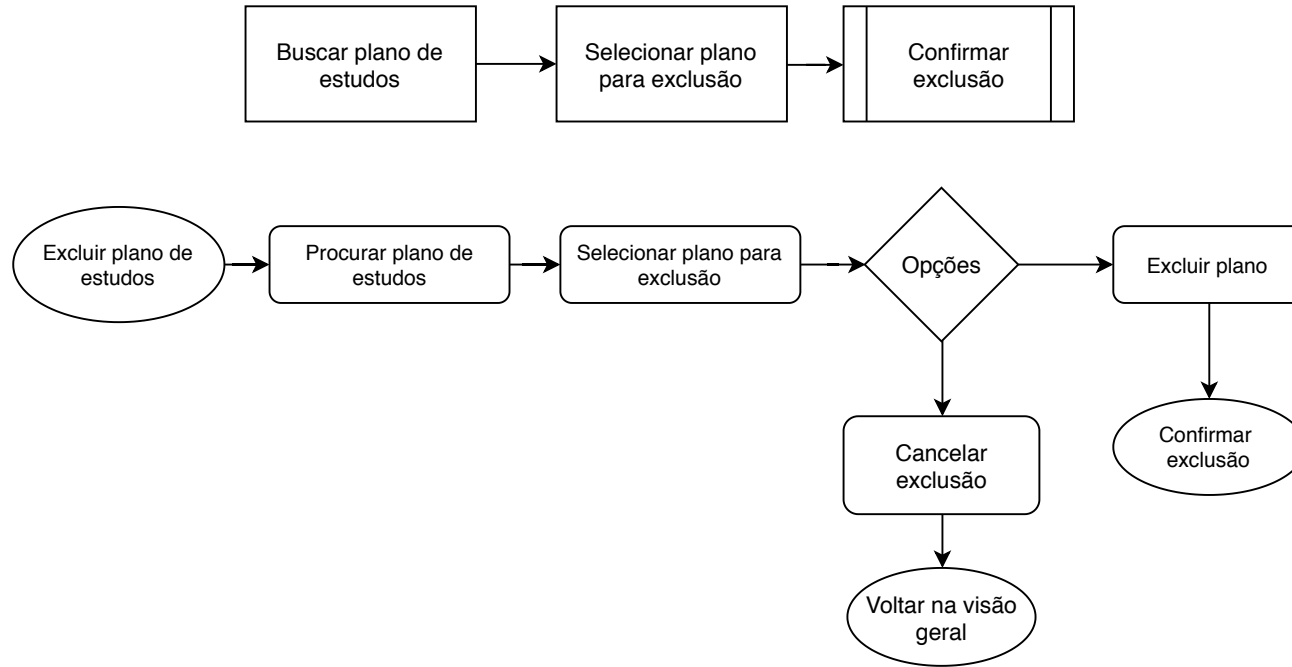 Buscar plano de
estudos
Selecionar plano
para exclusão
Confirmar
exclusão
Excluir plano de
estudos
Procurar plano de
estudos
Selecionar plano para
exclusão
Opções
Excluir plano
Cancelar
exclusão
Confirmar
exclusão
Voltar na visão
geral